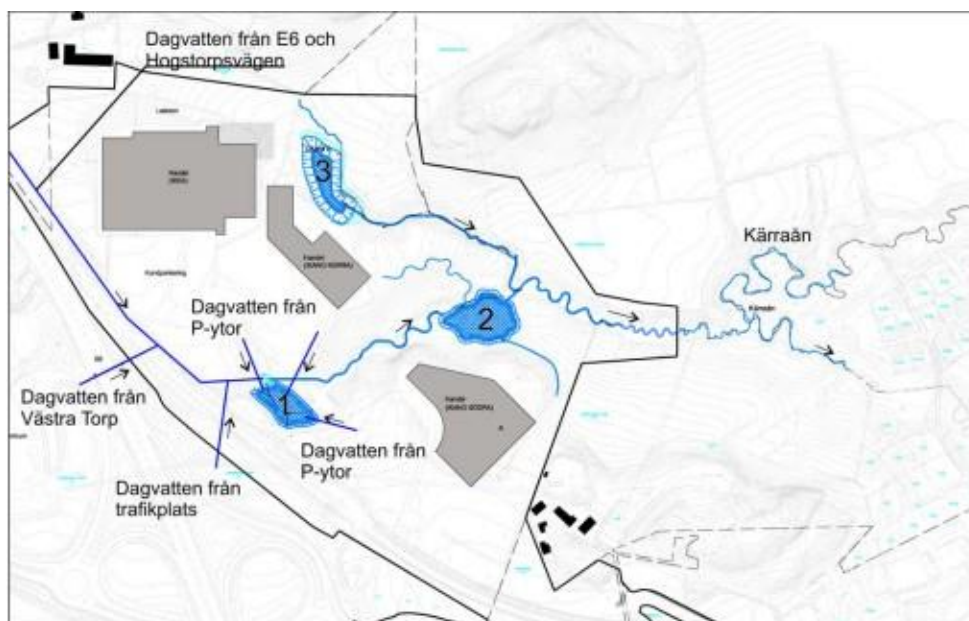 Dagvatten från E6 och
Hogstorpsvägen
3
Kärraån
Dagvatten från
P-ytor
2
1
Dagvatten från
Västra Torp
Dagvatten från
P-ytor
Dagvatten från
trafikplats